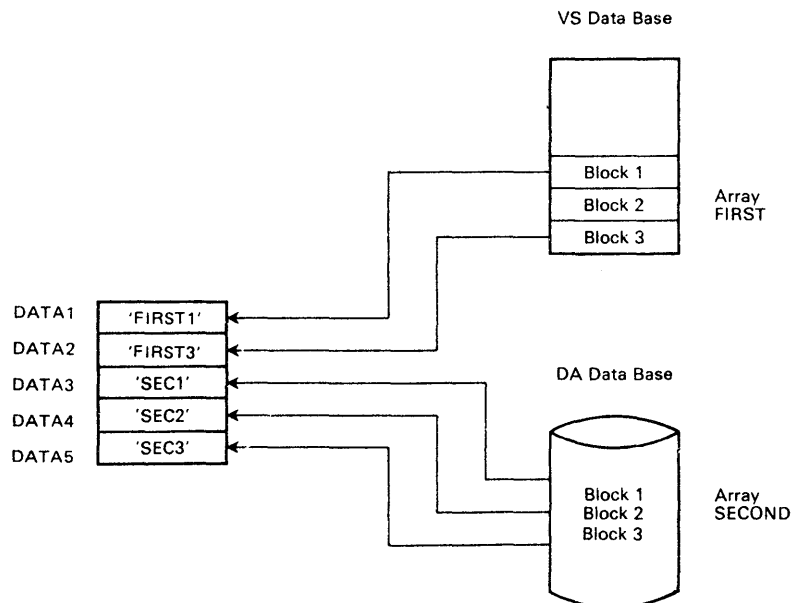 VS Data Base
Block 1
Block 2
Block 3
Array
FIRST
DATA1 'FIRST1'
DATA2 'FIRST3'
DATA3 'SEC1'
DATA4 'SEC2'
DATA5 'SEC3'
DA Data Base
Block 1
Block 2
Block 3
Array
SECOND